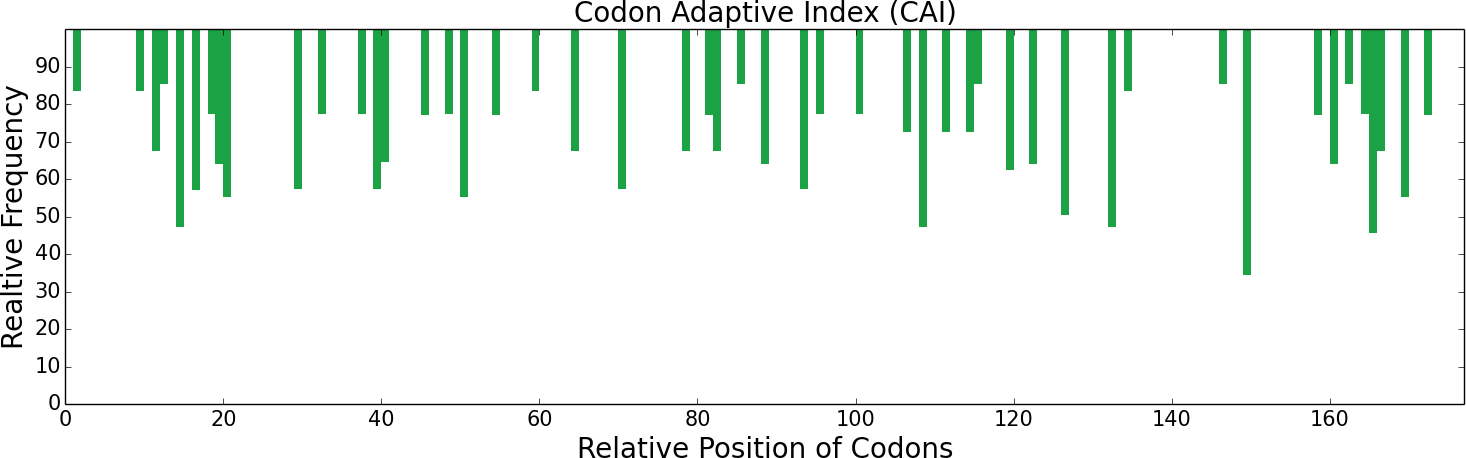 Codon Adaptive Index (CAI)
Realtive Frequency
90
80
70
60
50
40
30
20
10
0
0 20 40 60 80 100 120 140 160
Relative Position of Codons